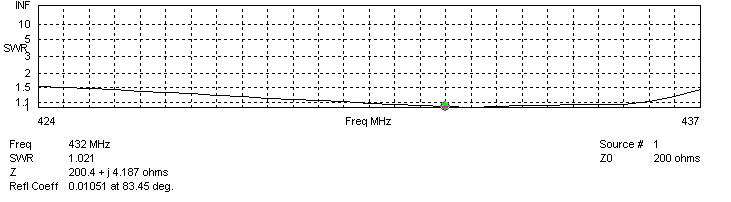 INF
10
5
SWR
3
2
1.5
1.1
424 Freq MHz 437
Freq 432 MHz Source # 1
SWR 1.021 Z0 200 ohms
Z 200.4 + j 4.187 ohms
Refl Coeff 0.01051 at 83.45 deg.